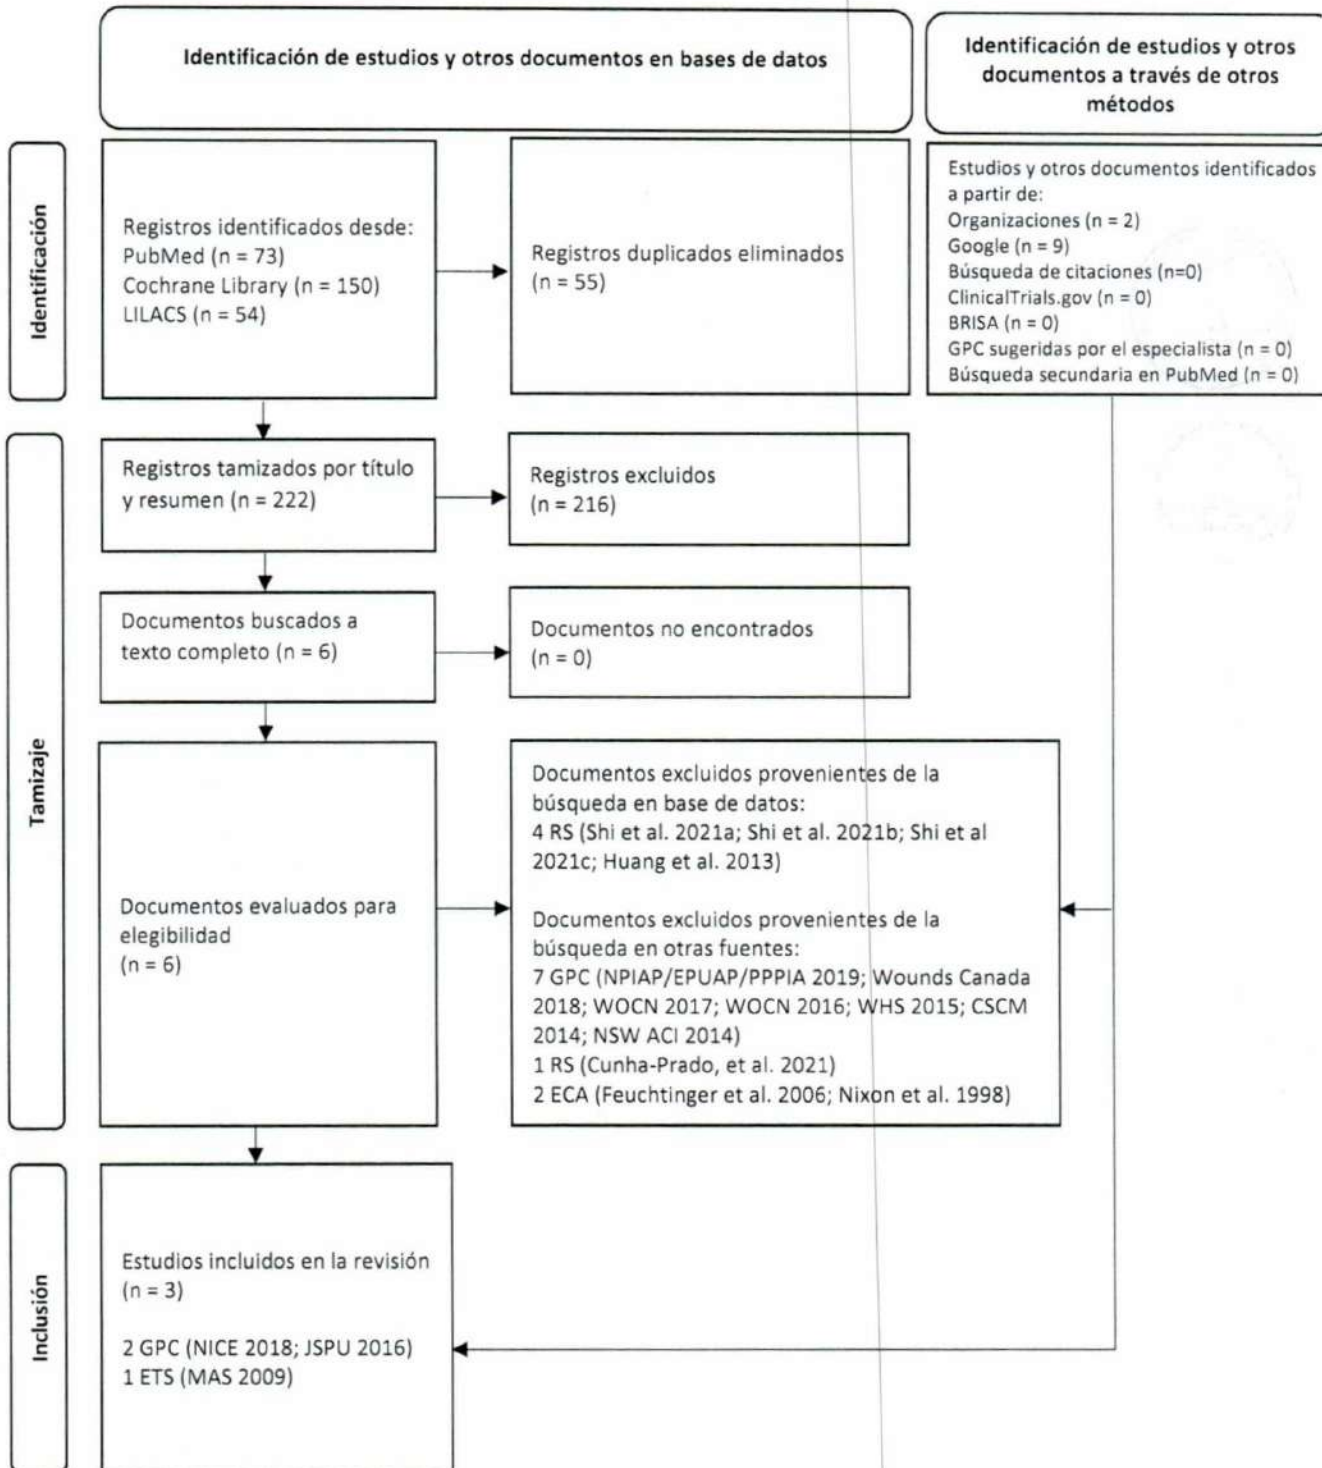 Identificación de estudios y otros documentos en bases de datos
Identificación de estudios y otros
documentos a través de otros
métodos
Identificación
Registros identificados desde:
PubMed (n = 73)
Cochrane Library (n = 150)
LILACS (n = 54)
Registros duplicados eliminados
(n = 55)
Estudios y otros documentos identificados
a partir de:
Organizaciones (n = 2)
Google (n = 9)
Búsqueda de citaciones (n=0)
ClinicalTrials.gov (n = 0)
BRISA (n = 0)
GPC sugeridas por el especialista (n = 0)
Búsqueda secundaria en PubMed (n = 0)
Tamizaje
Registros tamizados por título
y resumen (n = 222)
Registros excluidos
(n = 216)
Documentos buscados a
texto completo (n = 6)
Documentos no encontrados
(n = 0)
Documentos evaluados para
elegibilidad
(n = 6)
Documentos excluidos provenientes de la
búsqueda en base de datos:
4 RS (Shi et al. 2021a; Shi et al. 2021b; Shi et al
2021c; Huang et al. 2013)
Documentos excluidos provenientes de la
búsqueda en otras fuentes:
7 GPC (NPIAP/EPUAP/PPPIA 2019; Wounds Canada
2018; WOCN 2017; WOCN 2016; WHS 2015; CSCM
2014; NSW ACI 2014)
1 RS (Cunha-Prado, et al. 2021)
2 ECA (Feuchtinger et al. 2006; Nixon et al. 1998)
Inclusión
Estudios incluidos en la revisión
(n = 3)
2 GPC (NICE 2018; JSPU 2016)
1 ETS (MAS 2009)